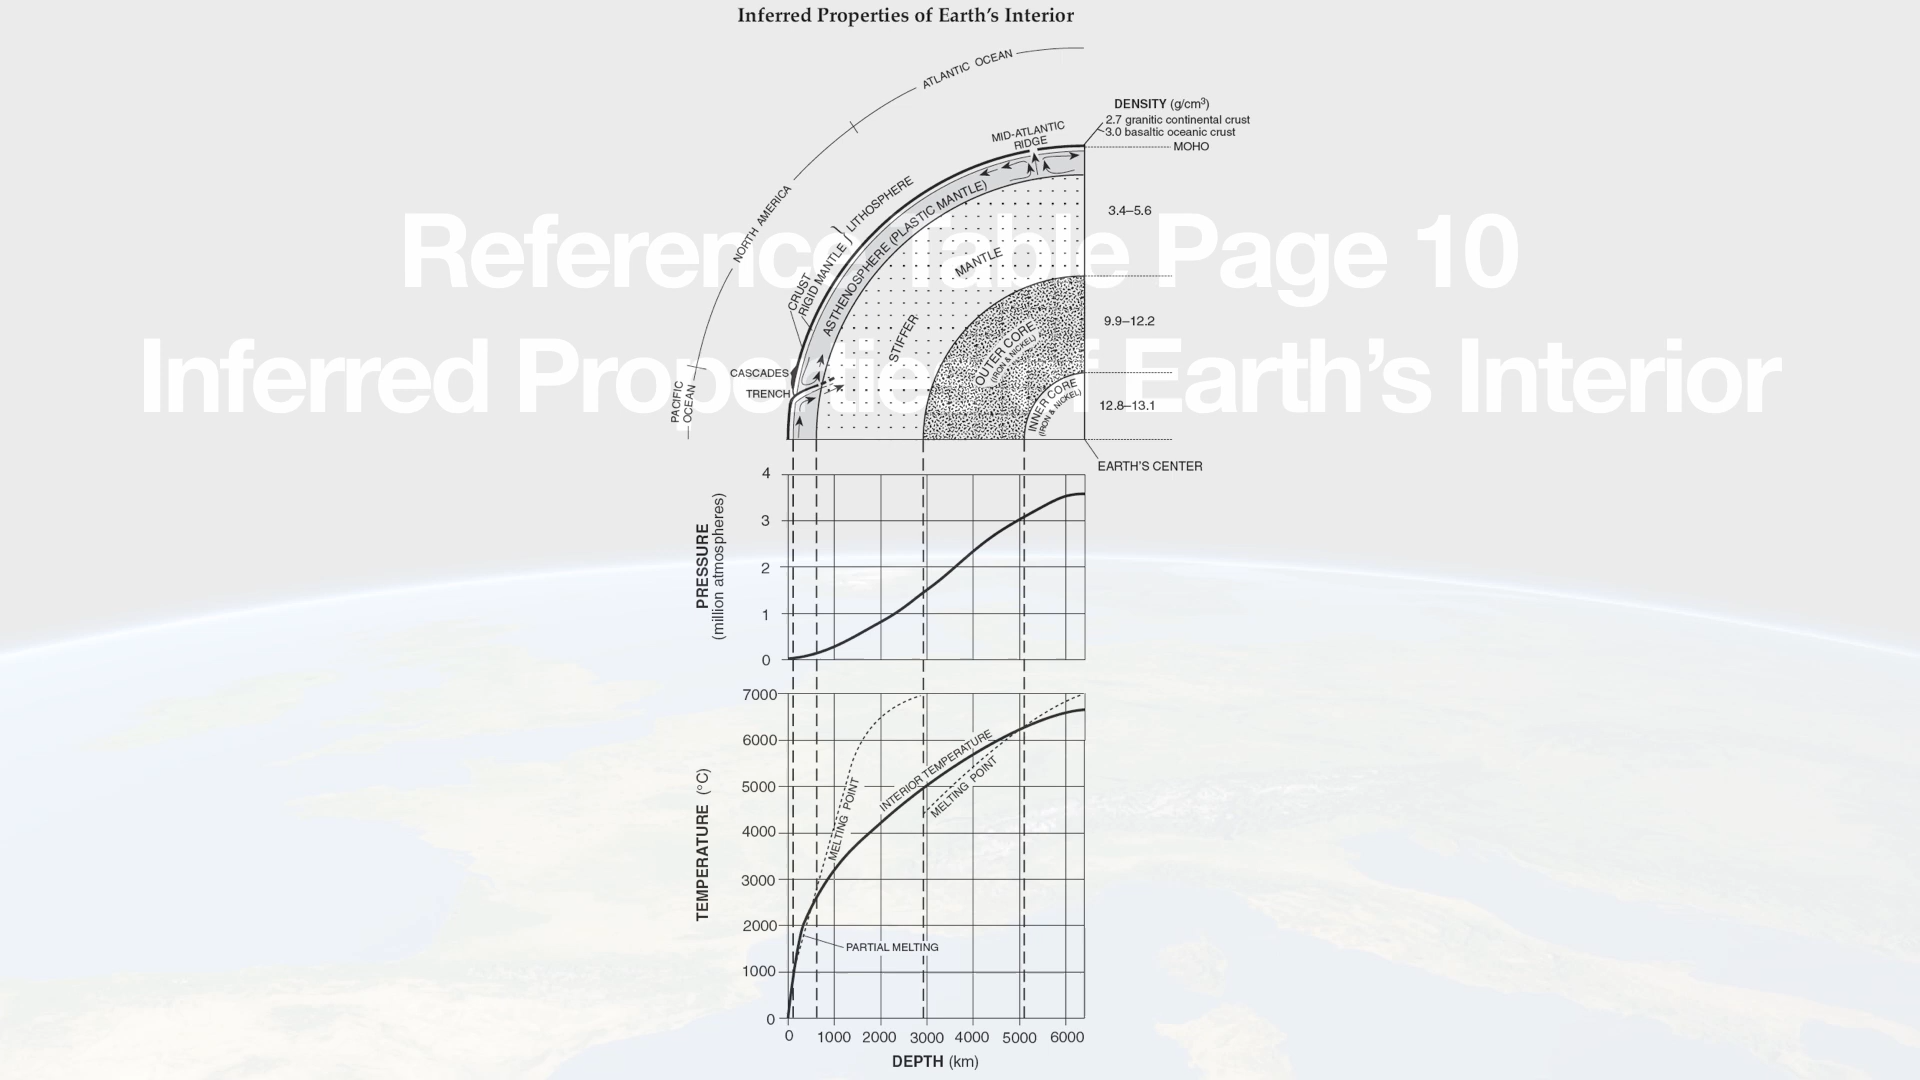 Inferred Properties of Earth’s Interior
ATLANTIC OCEAN
DENSITY (g/cm³)
2.7 granitic continental crust
3.0 basaltic oceanic crust
MOHO
MID-ATLANTIC
RIDGE
NORTH AMERICA
LITHOSPHERE
CRUST
RIGID MANTLE
ASTHENOSPHERE (PLASTIC MANTLE)
3.4–5.6
Reference Table Page 10
MANTLE
STIFFER
OUTER CORE
(IRON & NICKEL)
9.9–12.2
Inferred Properties of Earth’s Interior
CASCADES
TRENCH
PACIFIC
OCEAN
INNER CORE
(IRON & NICKEL)
12.8–13.1
EARTH’S CENTER
PRESSURE
(million atmospheres)
4
3
2
1
0
TEMPERATURE (°C)
7000
6000
5000
4000
3000
2000
1000
0
MELTING POINT
INTERIOR TEMPERATURE
MELTING POINT
PARTIAL MELTING
0 1000 2000 3000 4000 5000 6000
DEPTH (km)